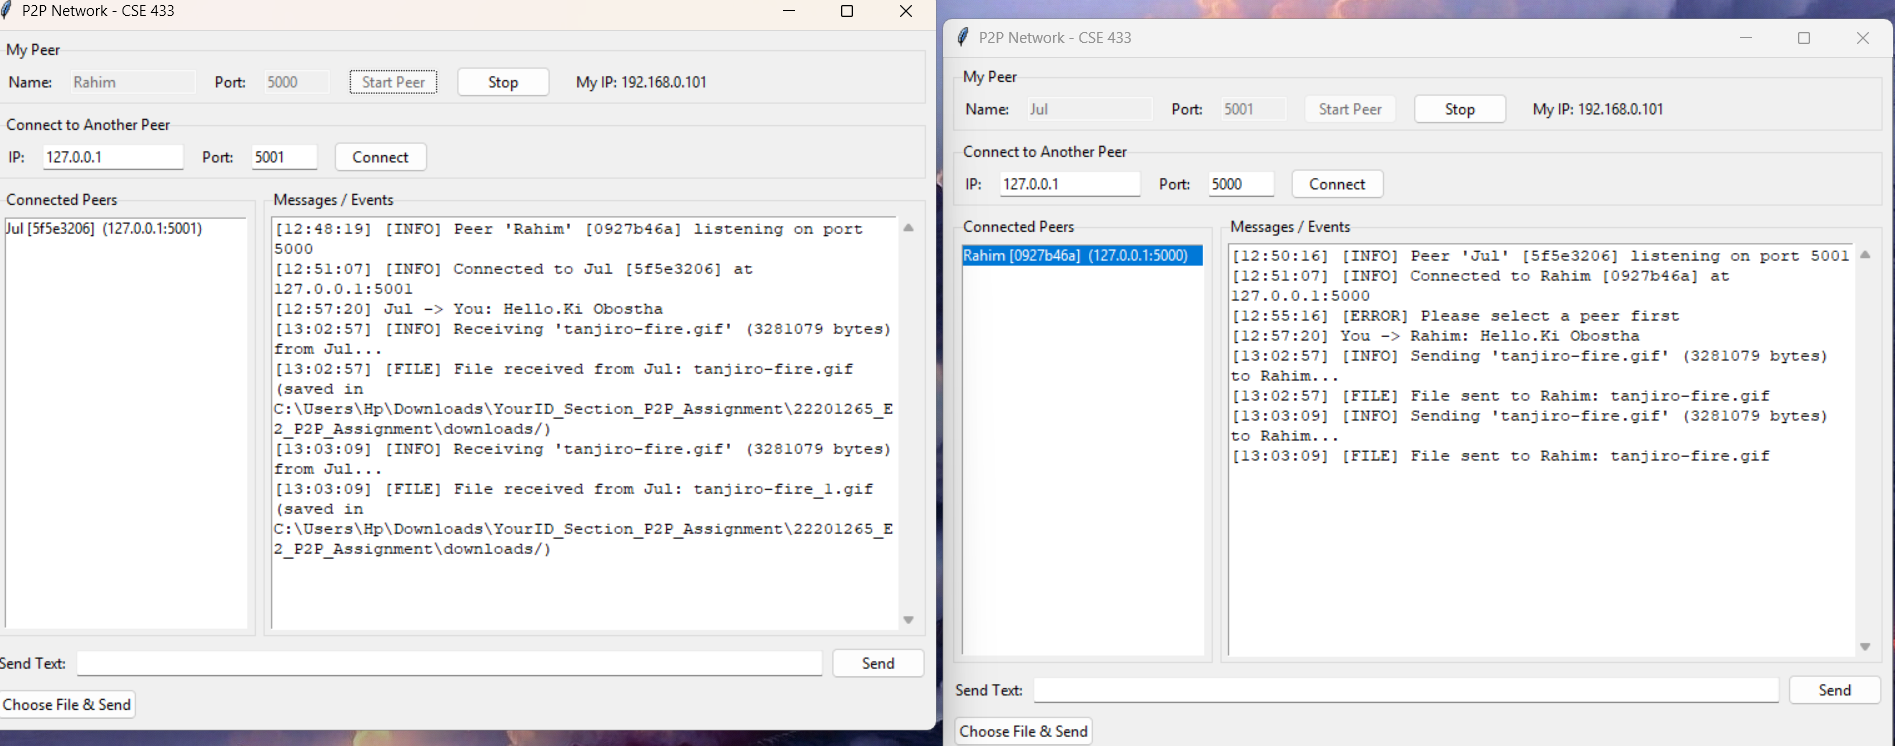 P2P Network - CSE 433
My Peer
Name: Rahim Port: 5000 Start Peer Stop My IP: 192.168.0.101
Connect to Another Peer
IP: 127.0.0.1 Port: 5001 Connect
Connected Peers
Jul [5f5e3206] (127.0.0.1:5001)
Messages / Events
[12:48:19] [INFO] Peer 'Rahim' [0927b46a] listening on port
5000
[12:51:07] [INFO] Connected to Jul [5f5e3206] at
127.0.0.1:5001
[12:57:20] Jul -> You: Hello.Ki Obostha
[13:02:57] [INFO] Receiving 'tanjiro-fire.gif' (3281079 bytes)
from Jul...
[13:02:57] [FILE] File received from Jul: tanjiro-fire.gif
(saved in
C:\Users\Hp\Downloads\YourID_Section_P2P_Assignment\22201265_E
2_P2P_Assignment\downloads/)
[13:03:09] [INFO] Receiving 'tanjiro-fire.gif' (3281079 bytes)
from Jul...
[13:03:09] [FILE] File received from Jul: tanjiro-fire_1.gif
(saved in
C:\Users\Hp\Downloads\YourID_Section_P2P_Assignment\22201265_E
2_P2P_Assignment\downloads/)
Send Text: Send
Choose File & Send
P2P Network - CSE 433
My Peer
Name: Jul Port: 5001 Start Peer Stop My IP: 192.168.0.101
Connect to Another Peer
IP: 127.0.0.1 Port: 5000 Connect
Connected Peers
Rahim [0927b46a] (127.0.0.1:5000)
Messages / Events
[12:50:16] [INFO] Peer 'Jul' [5f5e3206] listening on port 5001
[12:51:07] [INFO] Connected to Rahim [0927b46a] at
127.0.0.1:5000
[12:55:16] [ERROR] Please select a peer first
[12:57:20] You -> Rahim: Hello.Ki Obostha
[13:02:57] [INFO] Sending 'tanjiro-fire.gif' (3281079 bytes)
to Rahim...
[13:02:57] [FILE] File sent to Rahim: tanjiro-fire.gif
[13:03:09] [INFO] Sending 'tanjiro-fire.gif' (3281079 bytes)
to Rahim...
[13:03:09] [FILE] File sent to Rahim: tanjiro-fire.gif
Send Text: Send
Choose File & Send